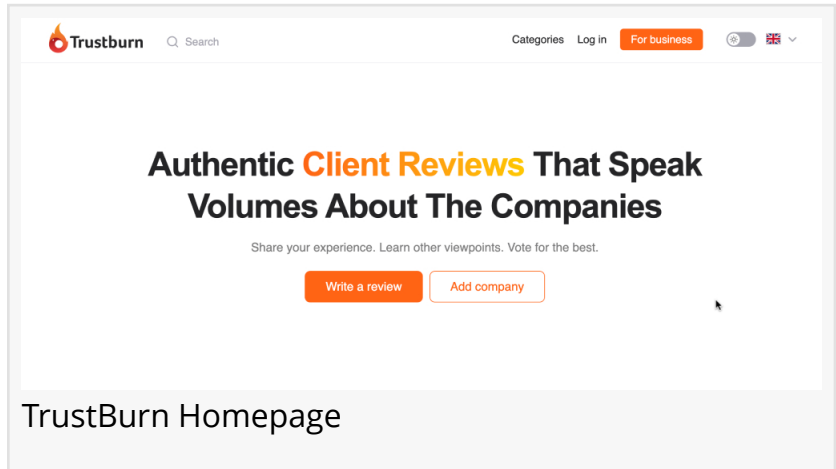 Trustburn
Search
Categories
Log in
For business
Authentic Client Reviews That Speak
Volumes About The Companies
Share your experience. Learn other viewpoints. Vote for the best.
Write a review
Add company
TrustBurn Homepage